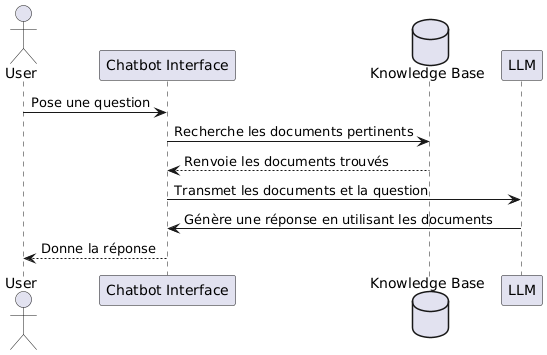 User
Chatbot Interface
Knowledge Base
LLM
Pose une question
Recherche les documents pertinents
Renvoie les documents trouvés
Transmet les documents et la question
Génère une réponse en utilisant les documents
Donne la réponse
User
Chatbot Interface
Knowledge Base
LLM